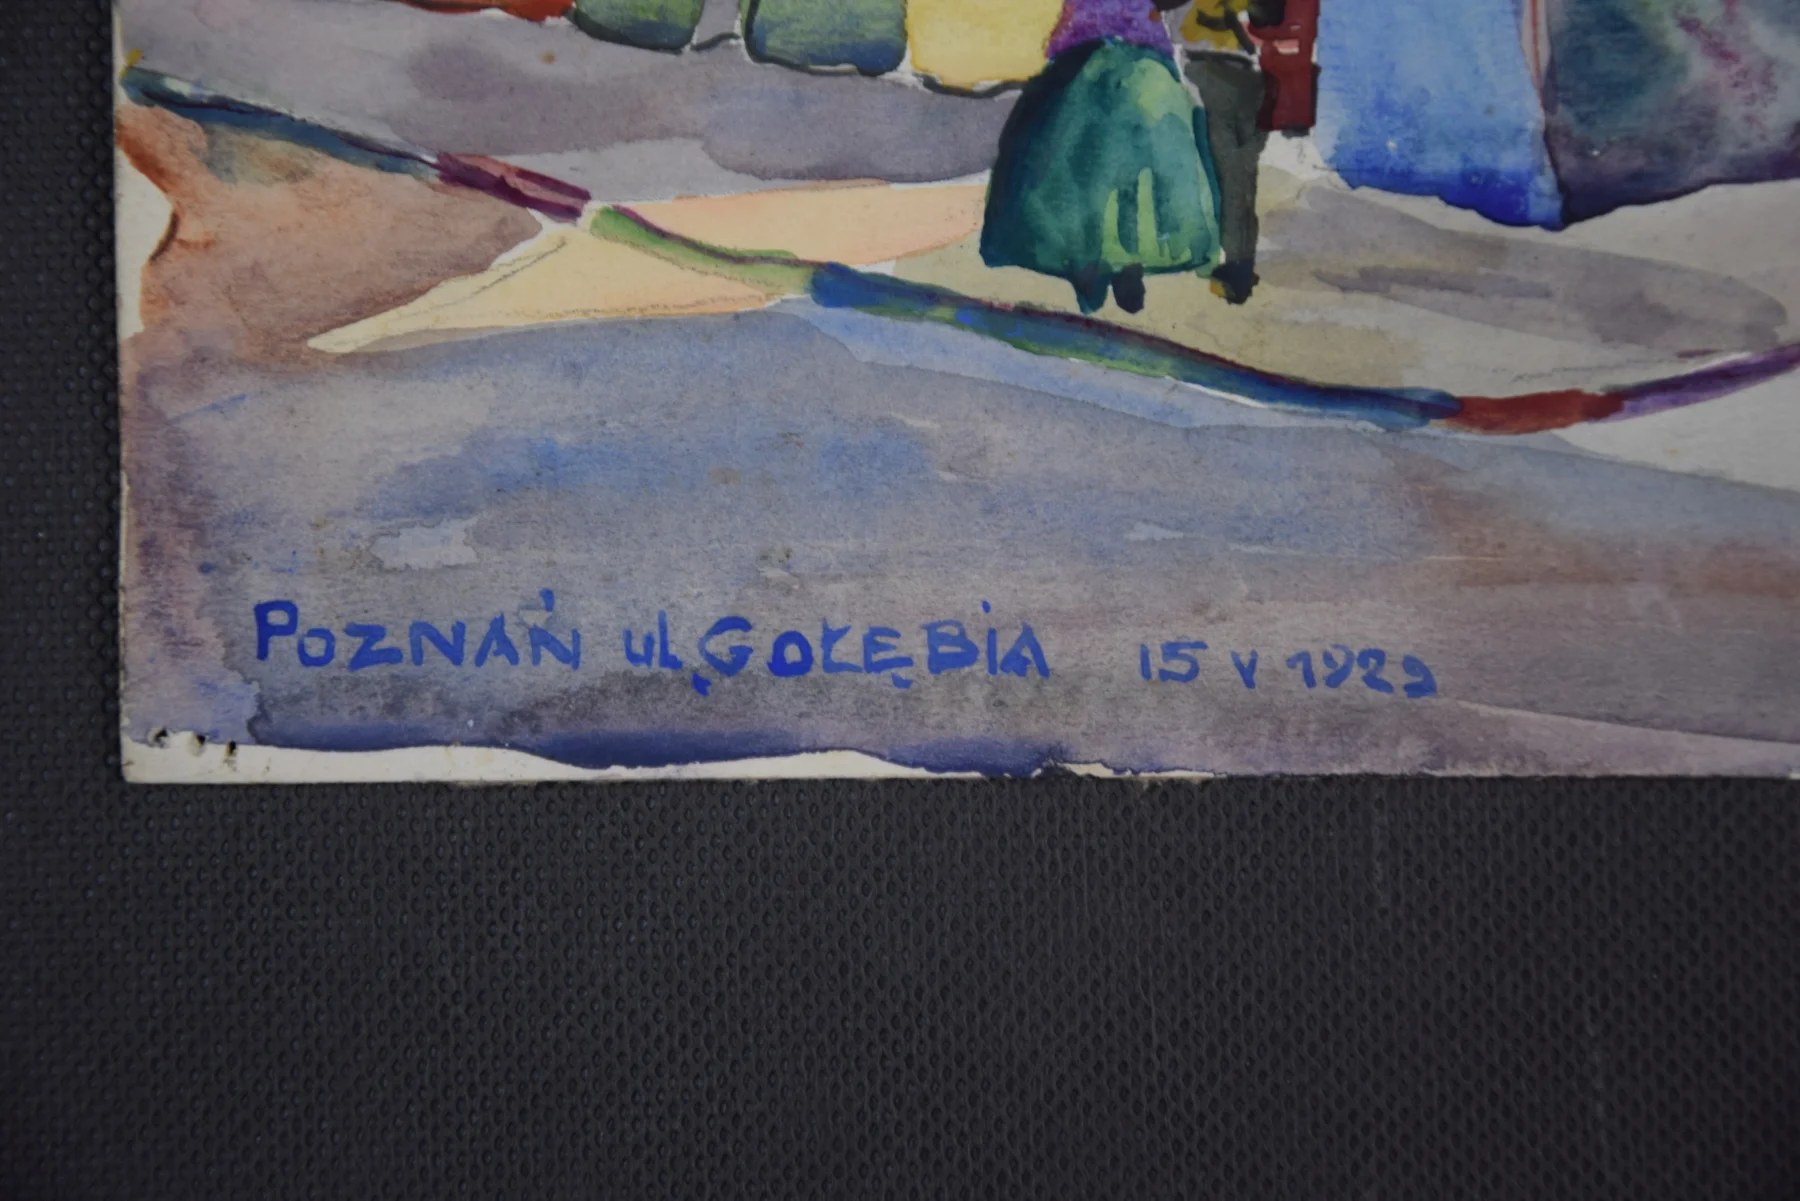 POZNAŃ ul, GOŁĘBiA 15 V 1929